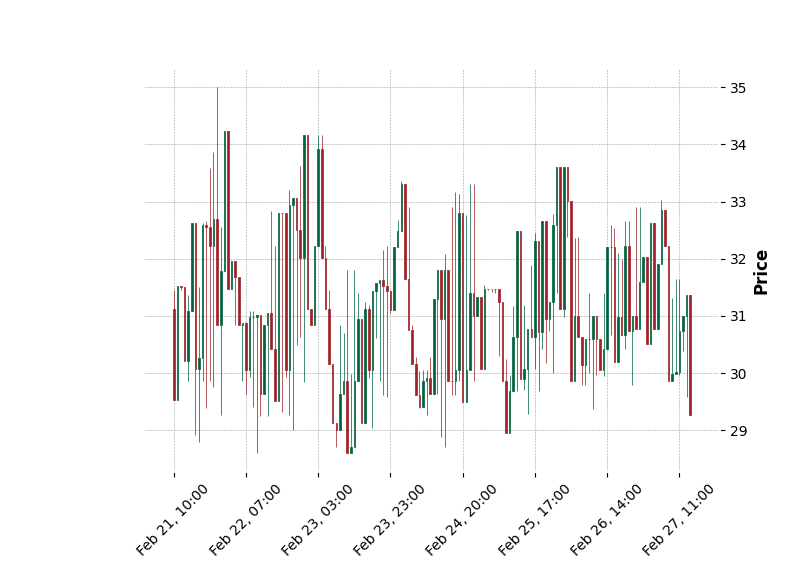 35
34
33
32
31
30
29
Price
Feb 21, 10:00
Feb 22, 07:00
Feb 23, 03:00
Feb 23, 23:00
Feb 24, 20:00
Feb 25, 17:00
Feb 26, 14:00
Feb 27, 11:00